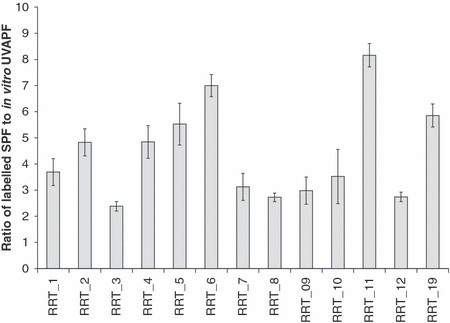 Ratio of labelled SPF to in vitro UVAPF
10
9
8
7
6
5
4
3
2
1
0
RRT_1
RRT_2
RRT_3
RRT_4
RRT_5
RRT_6
RRT_7
RRT_8
RRT_09
RRT_10
RRT_11
RRT_12
RRT_19